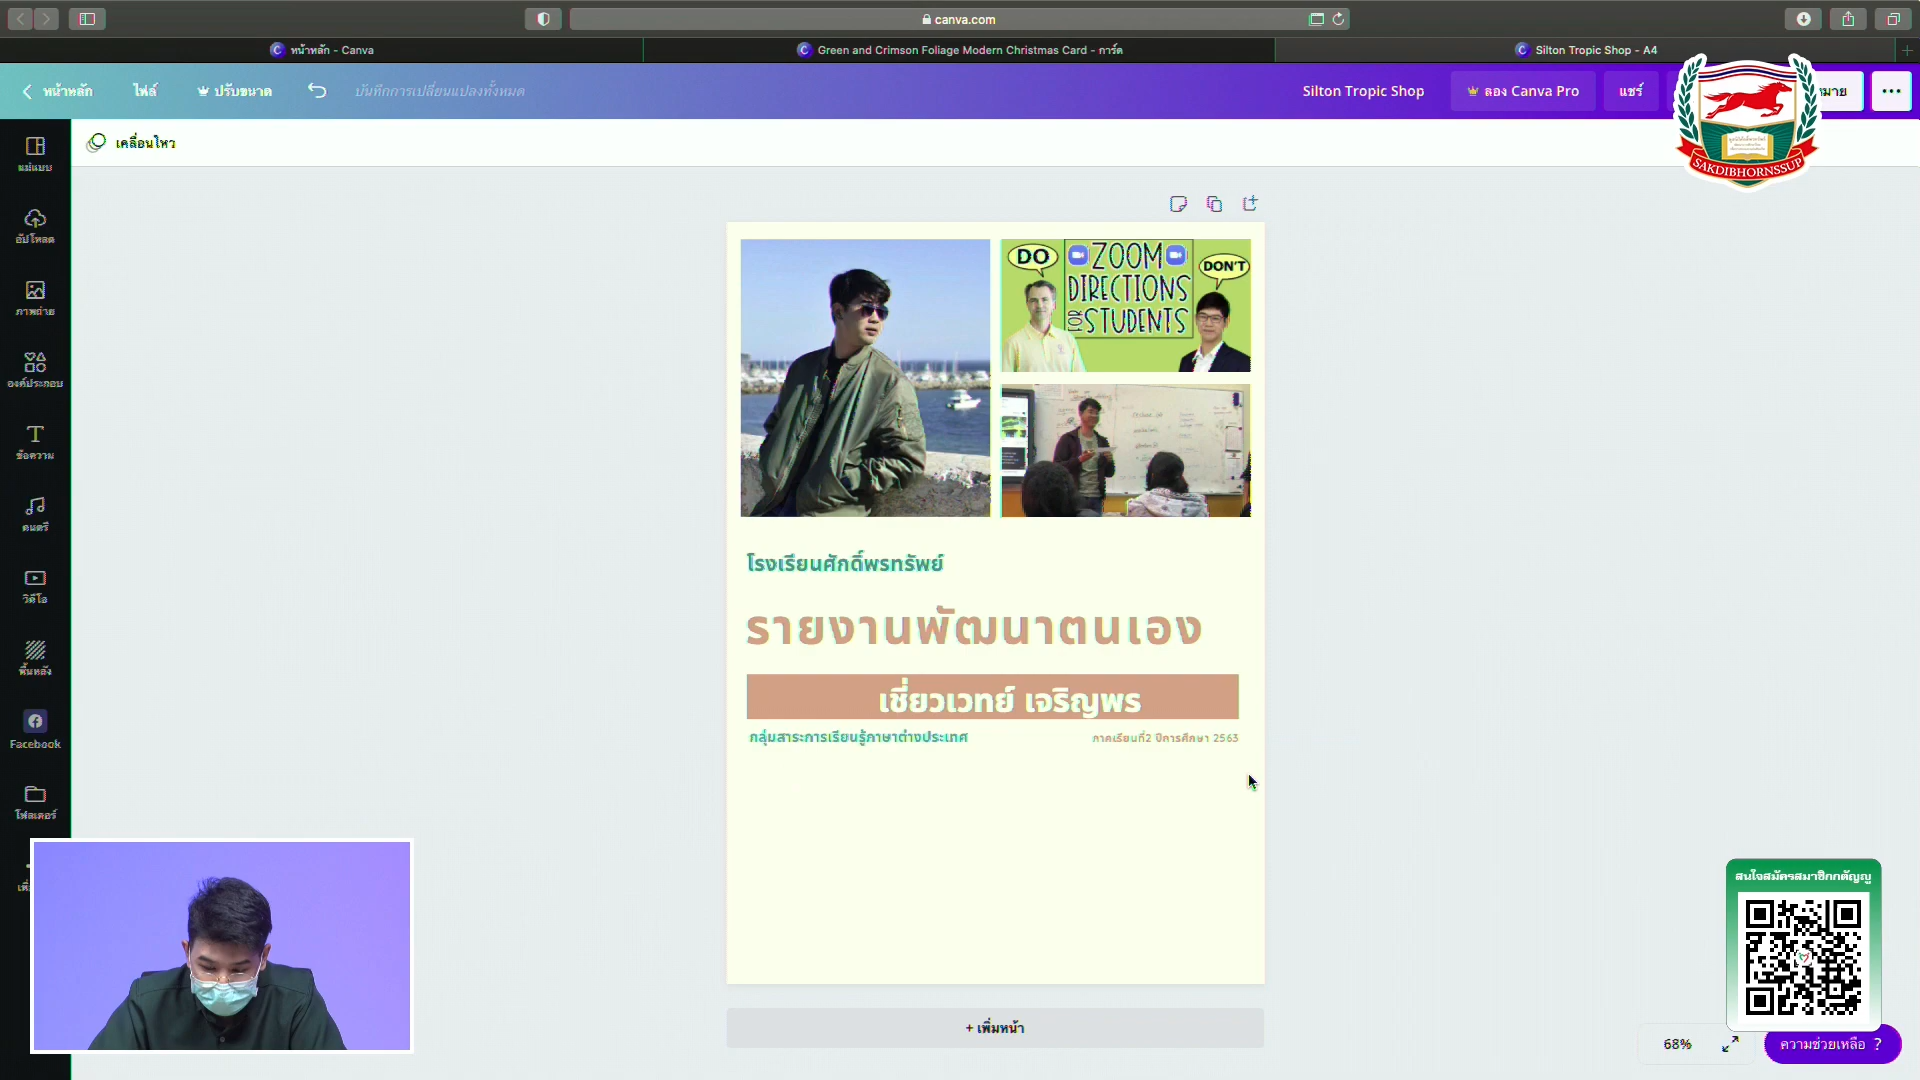 canva.com
หน้าหลัก - Canva
Green and Crimson Foliage Modern Christmas Card - การ์ด
Silton Tropic Shop - A4
หน้าหลัก
ไฟล์
ปรับขนาด
บันทึกการเปลี่ยนแปลงทั้งหมด
Silton Tropic Shop
ลอง Canva Pro
แชร์
มาย
SAKDIBHORNSSUP
เคลื่อนไหว
แม่แบบ
อัปโหลด
ภาพถ่าย
องค์ประกอบ
ข้อความ
ดนตรี
วิดีโอ
พื้นหลัง
Facebook
โฟลเดอร์
DO
ZOOM
DIRECTIONS
FOR STUDENTS
DON'T
โรงเรียนศักดิ์พรทรัพย์
รายงานพัฒนาตนเอง
เชี่ยวเวทย์ เจริญพร
กลุ่มสาระการเรียนรู้ภาษาต่างประเทศ
ภาคเรียนที่2 ปีการศึกษา 2563
+ เพิ่มหน้า
สนใจสมัครสมาชิกกตัญญู
68%
ความช่วยเหลือ ?